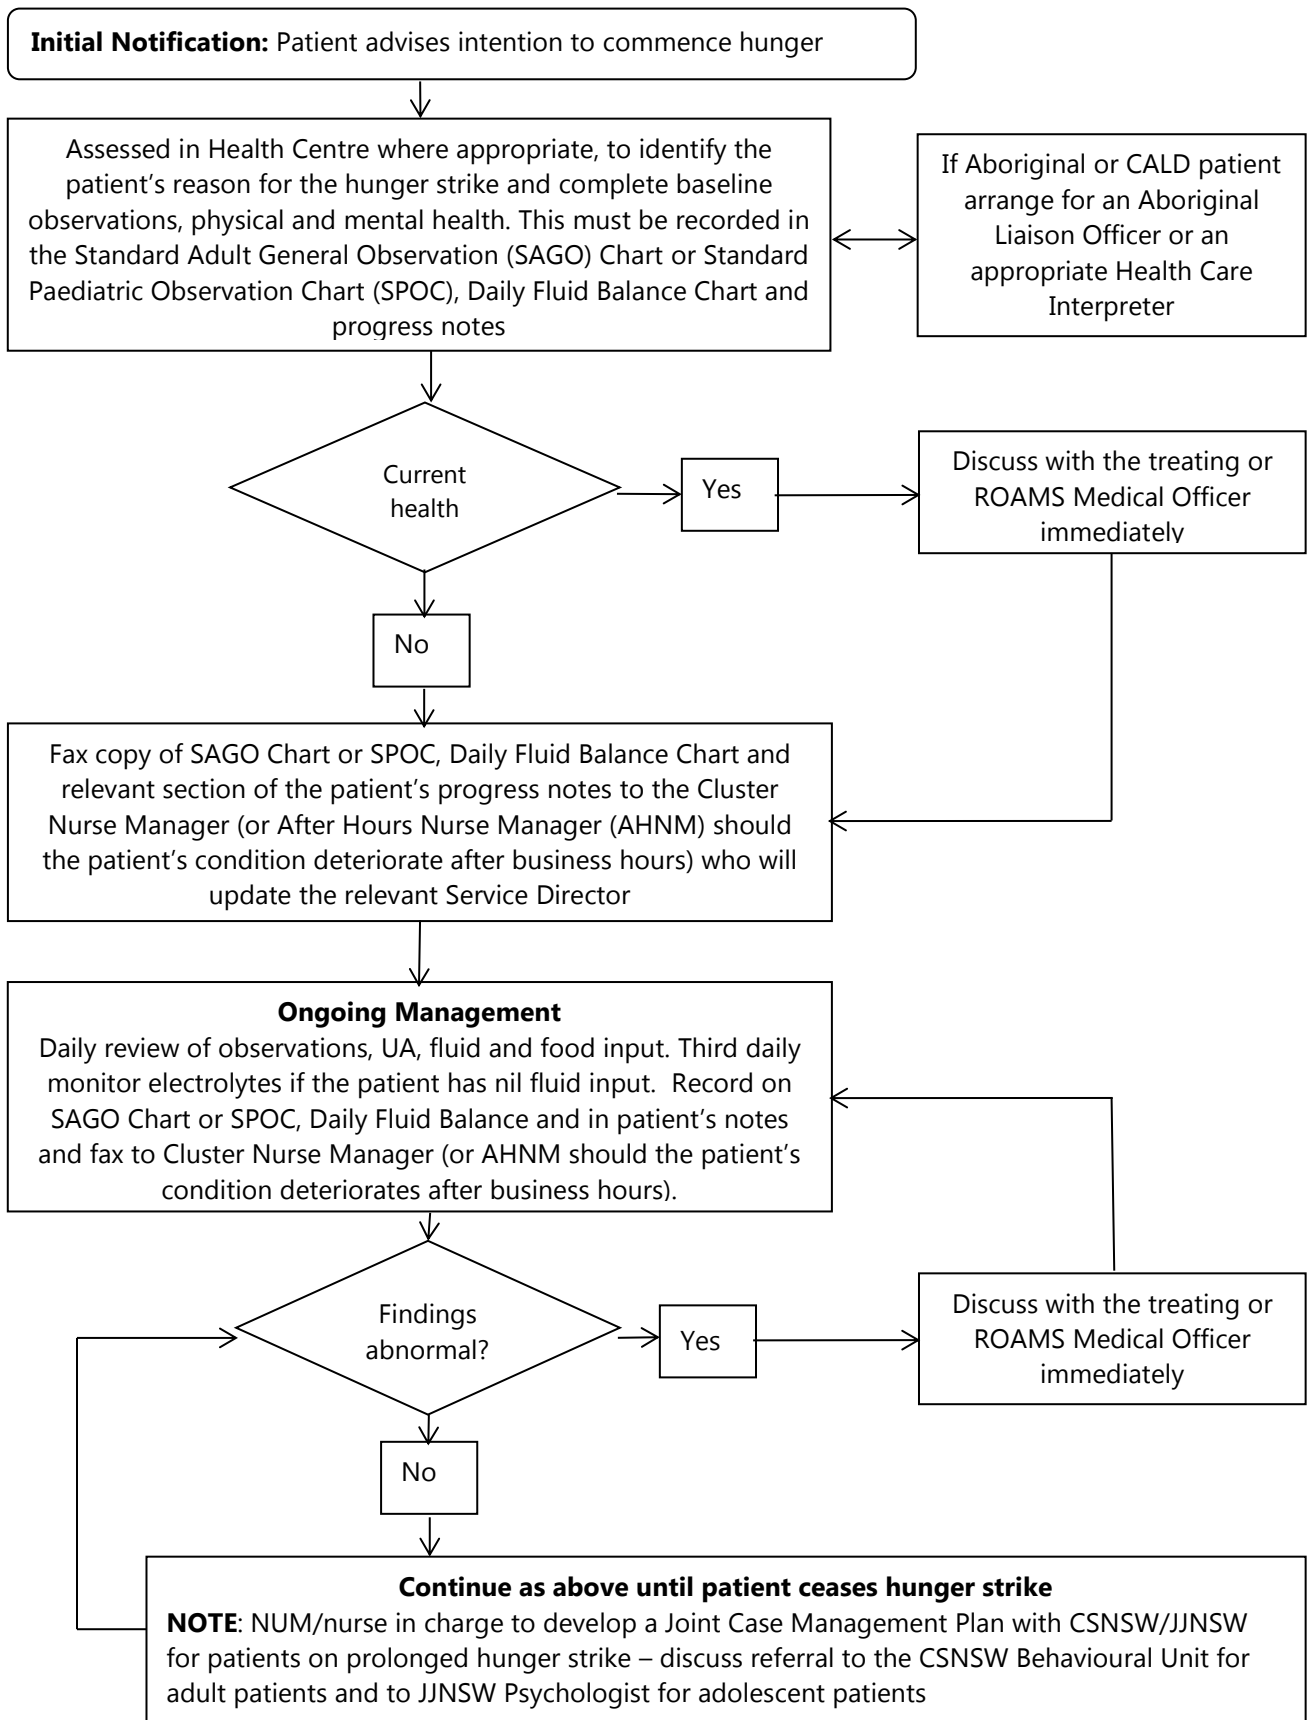 Initial Notification: Patient advises intention to commence hunger
Assessed in Health Centre where appropriate, to identify the
patient's reason for the hunger strike and complete baseline
observations, physical and mental health. This must be recorded in
the Standard Adult General Observation (SAGO) Chart or Standard
Paediatric Observation Chart (SPOC), Daily Fluid Balance Chart and
progress notes
If Aboriginal or CALD patient
arrange for an Aboriginal
Liaison Officer or an
appropriate Health Care
Interpreter
Current
health
Yes
Discuss with the treating or
ROAMS Medical Officer
immediately
No
Fax copy of SAGO Chart or SPOC, Daily Fluid Balance Chart and
relevant section of the patient's progress notes to the Cluster
Nurse Manager (or After Hours Nurse Manager (AHNM) should
the patient's condition deteriorate after business hours) who will
update the relevant Service Director
Ongoing Management
Daily review of observations, UA, fluid and food input. Third daily
monitor electrolytes if the patient has nil fluid input.  Record on
SAGO Chart or SPOC, Daily Fluid Balance and in patient's notes
and fax to Cluster Nurse Manager (or AHNM should the patient's
condition deteriorates after business hours).
Findings
abnormal?
Yes
Discuss with the treating or
ROAMS Medical Officer
immediately
No
Continue as above until patient ceases hunger strike
NOTE: NUM/nurse in charge to develop a Joint Case Management Plan with CSNSW/JJNSW
for patients on prolonged hunger strike – discuss referral to the CSNSW Behavioural Unit for
adult patients and to JJNSW Psychologist for adolescent patients